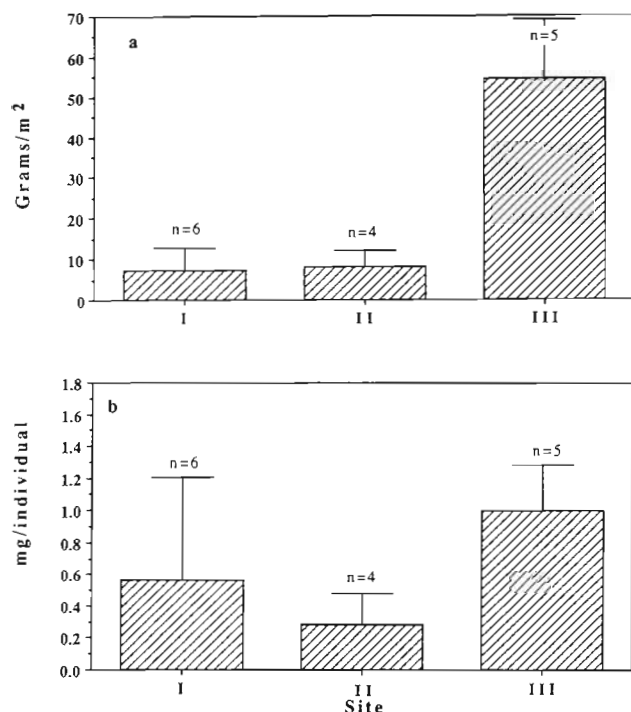 a
Grams/m²
70
60
50
40
30
20
10
0
n=6
n=4
n=5
I
II
III
b
mg/individual
1.8
1.6
1.4
1.2
1.0
0.8
0.6
0.4
0.2
0.0
n=6
n=4
n=5
I
II
III
Site